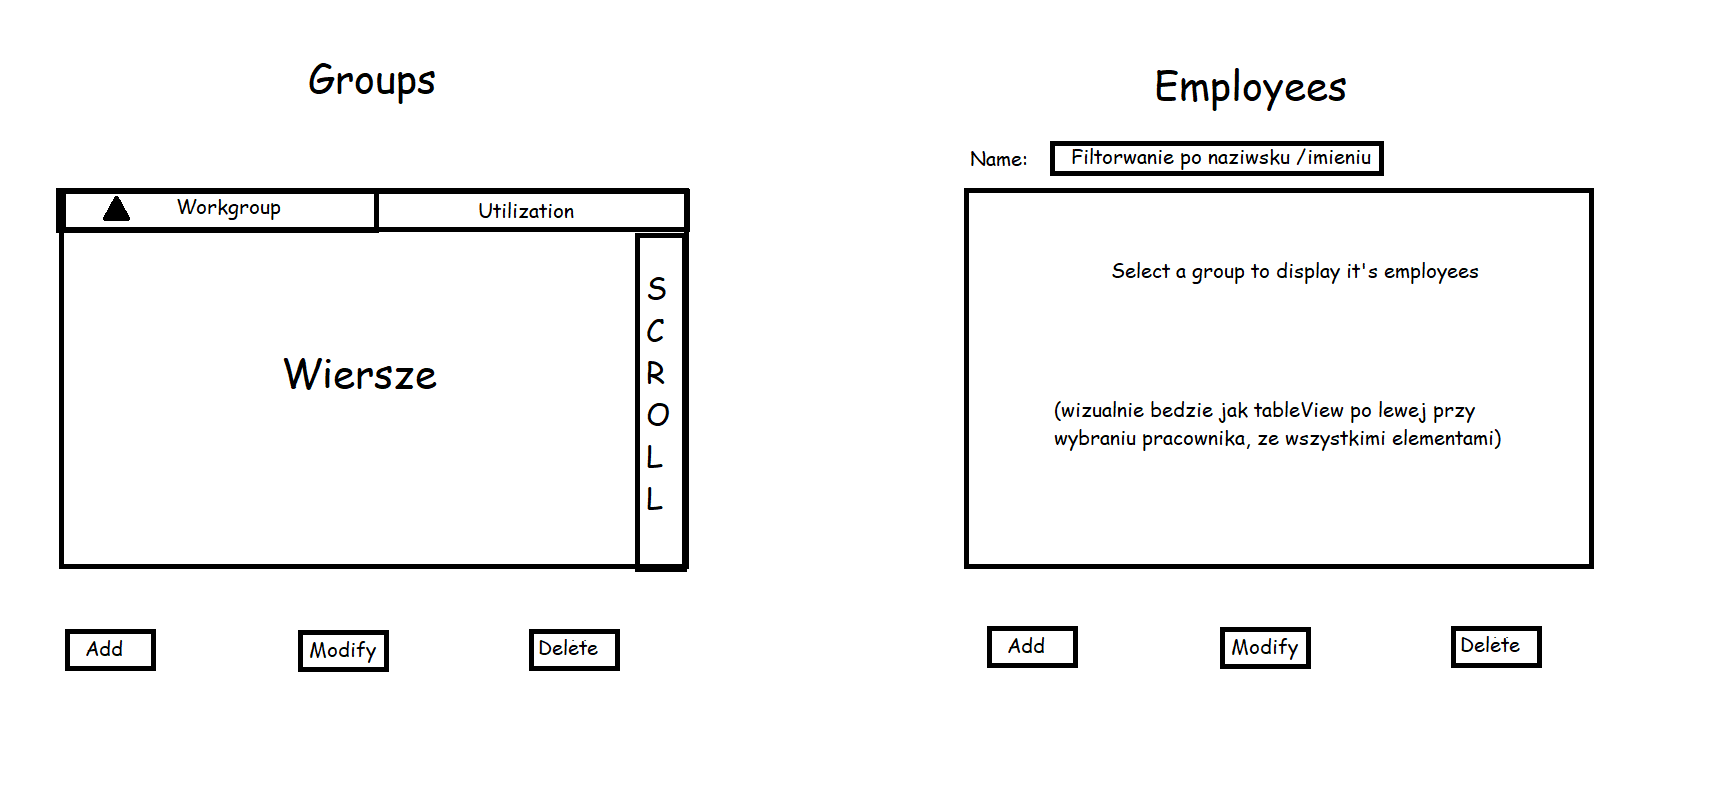 Groups
Workgroup
Utilization
Wiersze
S
C
R
O
L
L
Add
Modify
Delete
Employees
Name:
Filtorwanie po naziwsku /imieniu
Select a group to display it's employees
(wizualnie bedzie jak tableView po lewej przy
wybraniu pracownika, ze wszystkimi elementami)
Add
Modify
Delete